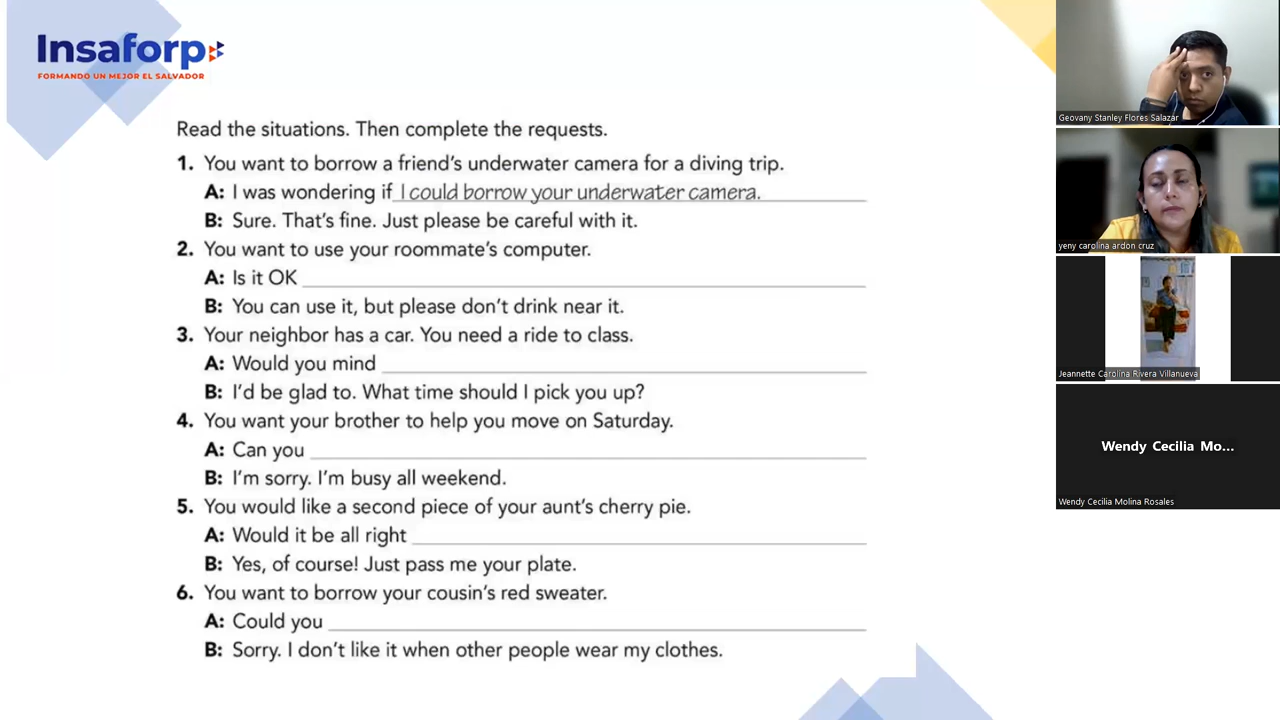 Insaforp
FORMANDO UN MEJOR EL SALVADOR
Read the situations. Then complete the requests.
1. You want to borrow a friend's underwater camera for a diving trip.
A: I was wondering if I could borrow your underwater camera.
B: Sure. That's fine. Just please be careful with it.
2. You want to use your roommate's computer.
A: Is it OK
B: You can use it, but please don't drink near it.
3. Your neighbor has a car. You need a ride to class.
A: Would you mind
B: I'd be glad to. What time should I pick you up?
4. You want your brother to help you move on Saturday.
A: Can you
B: I'm sorry. I'm busy all weekend.
5. You would like a second piece of your aunt's cherry pie.
A: Would it be all right
B: Yes, of course! Just pass me your plate.
6. You want to borrow your cousin's red sweater.
A: Could you
B: Sorry. I don't like it when other people wear my clothes.
Geovany Stanley Flores Salazar
yeny carolina ardon cruz
Jeannette Carolina Rivera Villanueva
Wendy Cecilia Mo...
Wendy Cecilia Molina Rosales